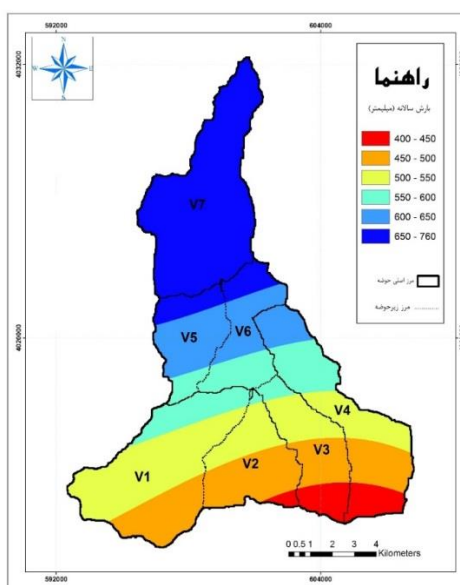 592000 604000
4032000
N
W E
S
راهنما
بارش سالانه (میلیمتر)
400 - 450
450 - 500
500 - 550
550 - 600
600 - 650
650 - 760
مرز اصلی حوضه
مرز زیرحوضه
V7
4020000
V5 V6
V4
V1 V2 V3
0 0.5 1 2 3 4
Kilometers
592000 604000